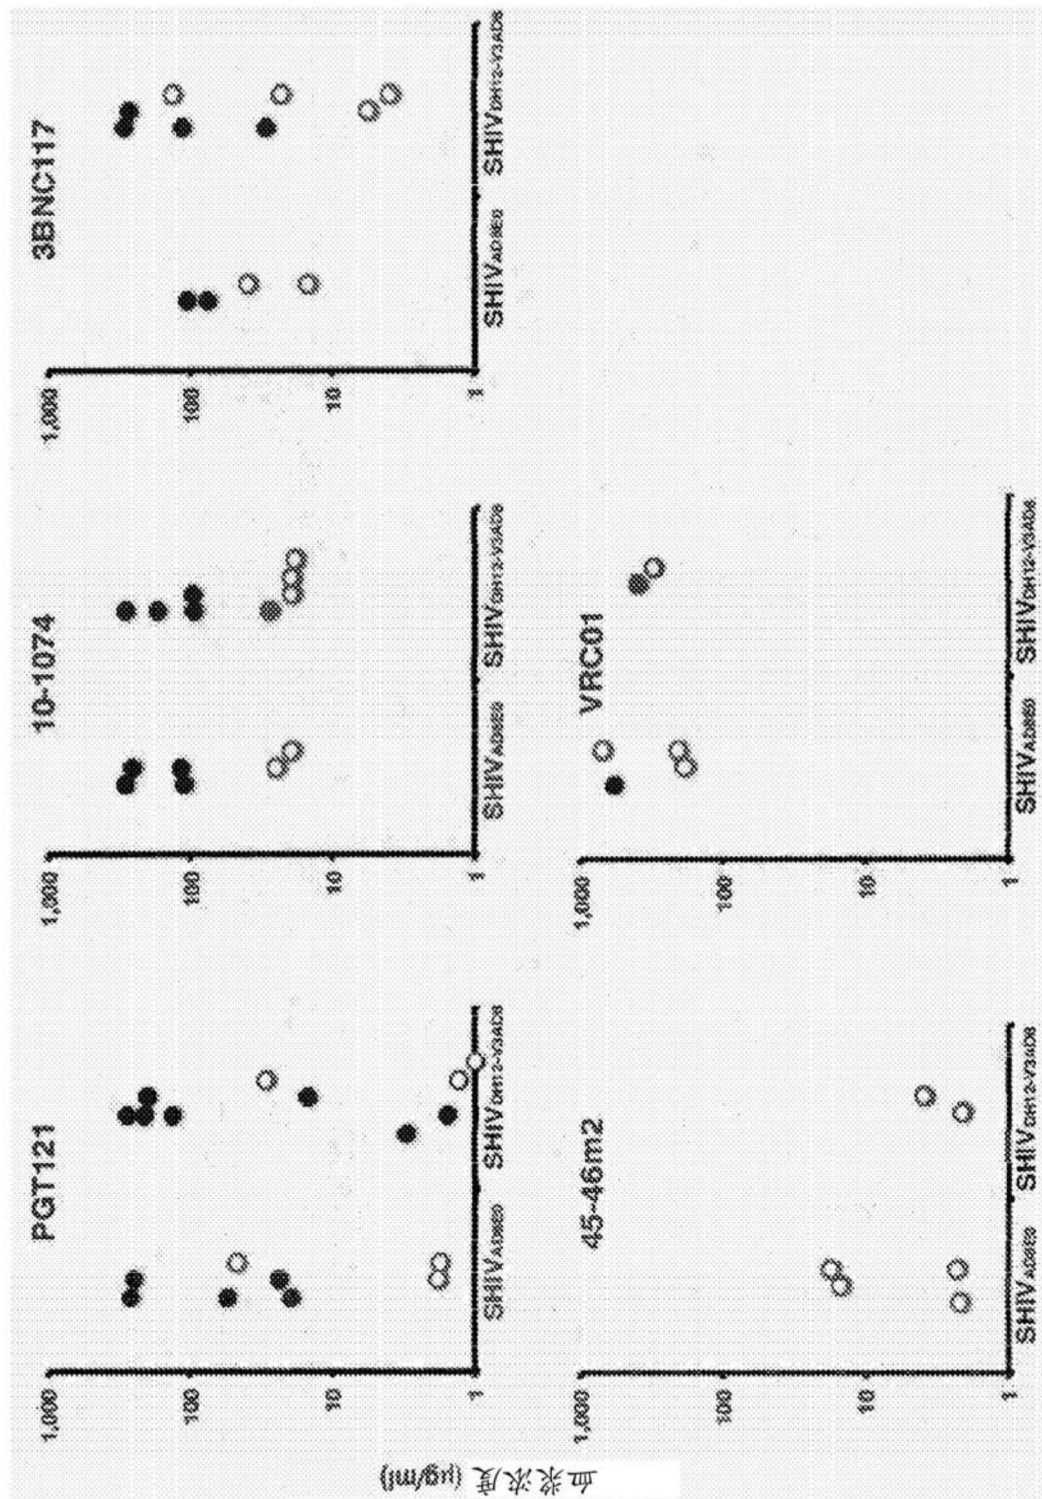 血浆浓度 (μg/ml)
PGT121
1,000
100
10
1
SHIVAD8EO
SHIVDH12-V3AD8
10-1074
1,000
100
10
1
SHIVAD8EO
SHIVDH12-V3AD8
3BNC117
1,000
100
10
1
SHIVAD8EO
SHIVDH12-V3AD8
45-46m2
1,000
100
10
1
SHIVAD8EO
SHIVDH12-V3AD8
VRC01
1,000
100
10
1
SHIVAD8EO
SHIVDH12-V3AD8